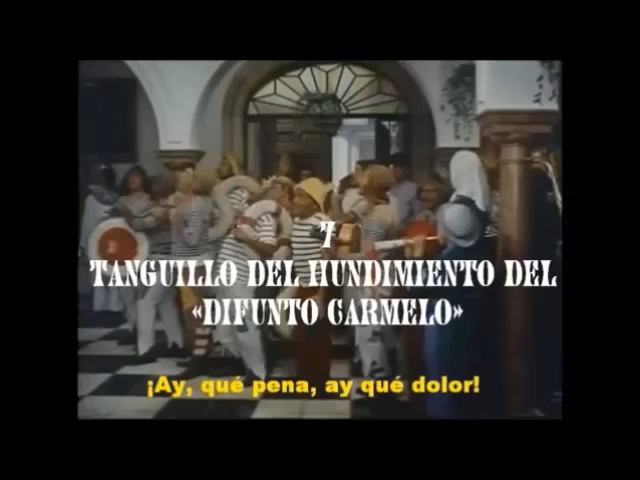 7
TANGUILLO DEL HUNDIMIENTO DEL
«DIFUNTO CARMELO»
¡Ay, qué pena, ay qué dolor!